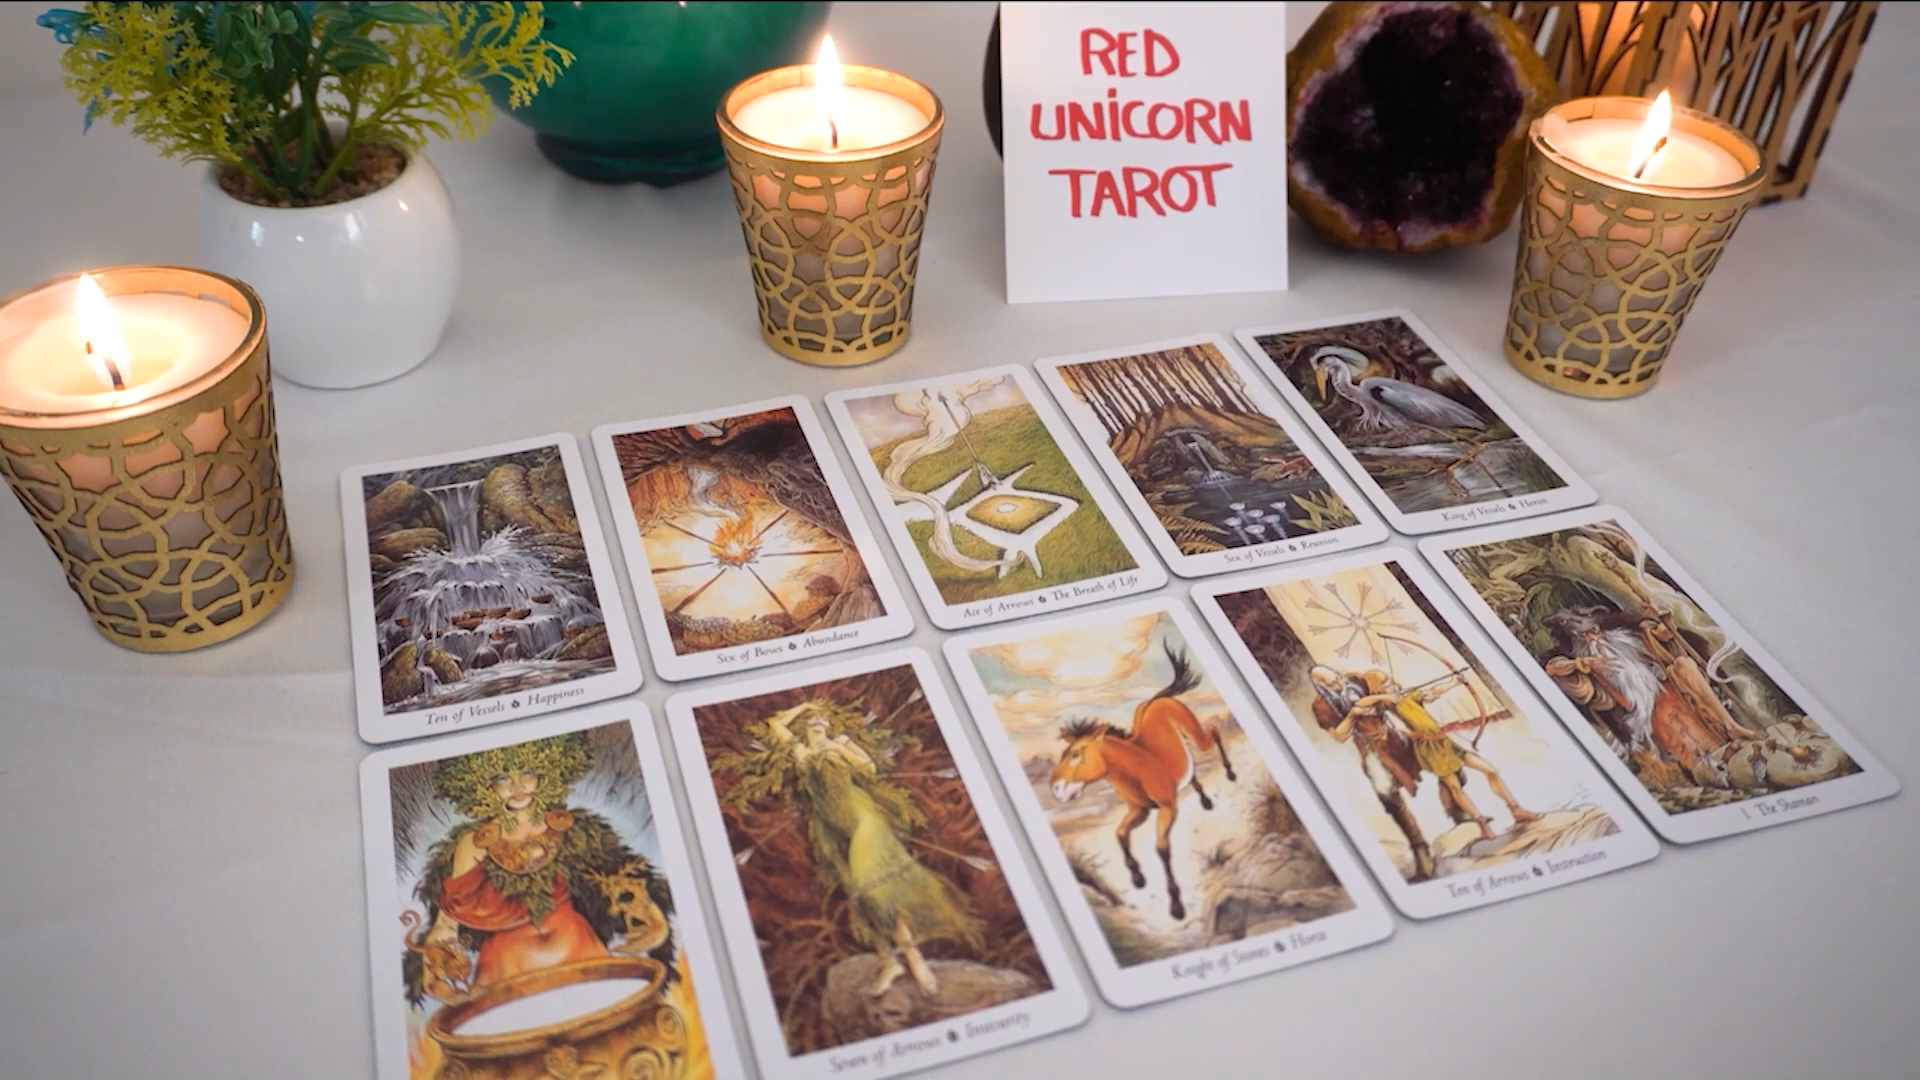 RED
UNICORN
TAROT
Ten of Vessels Happiness
Six of Bows Abundance
Ace of Arrows The Breath of Life
Six of Vessels Reunion
King of Vessels Heron
Seven of Arrows Insecurity
Knight of Stones Horse
Ten of Arrows Instruction
1 The Shaman